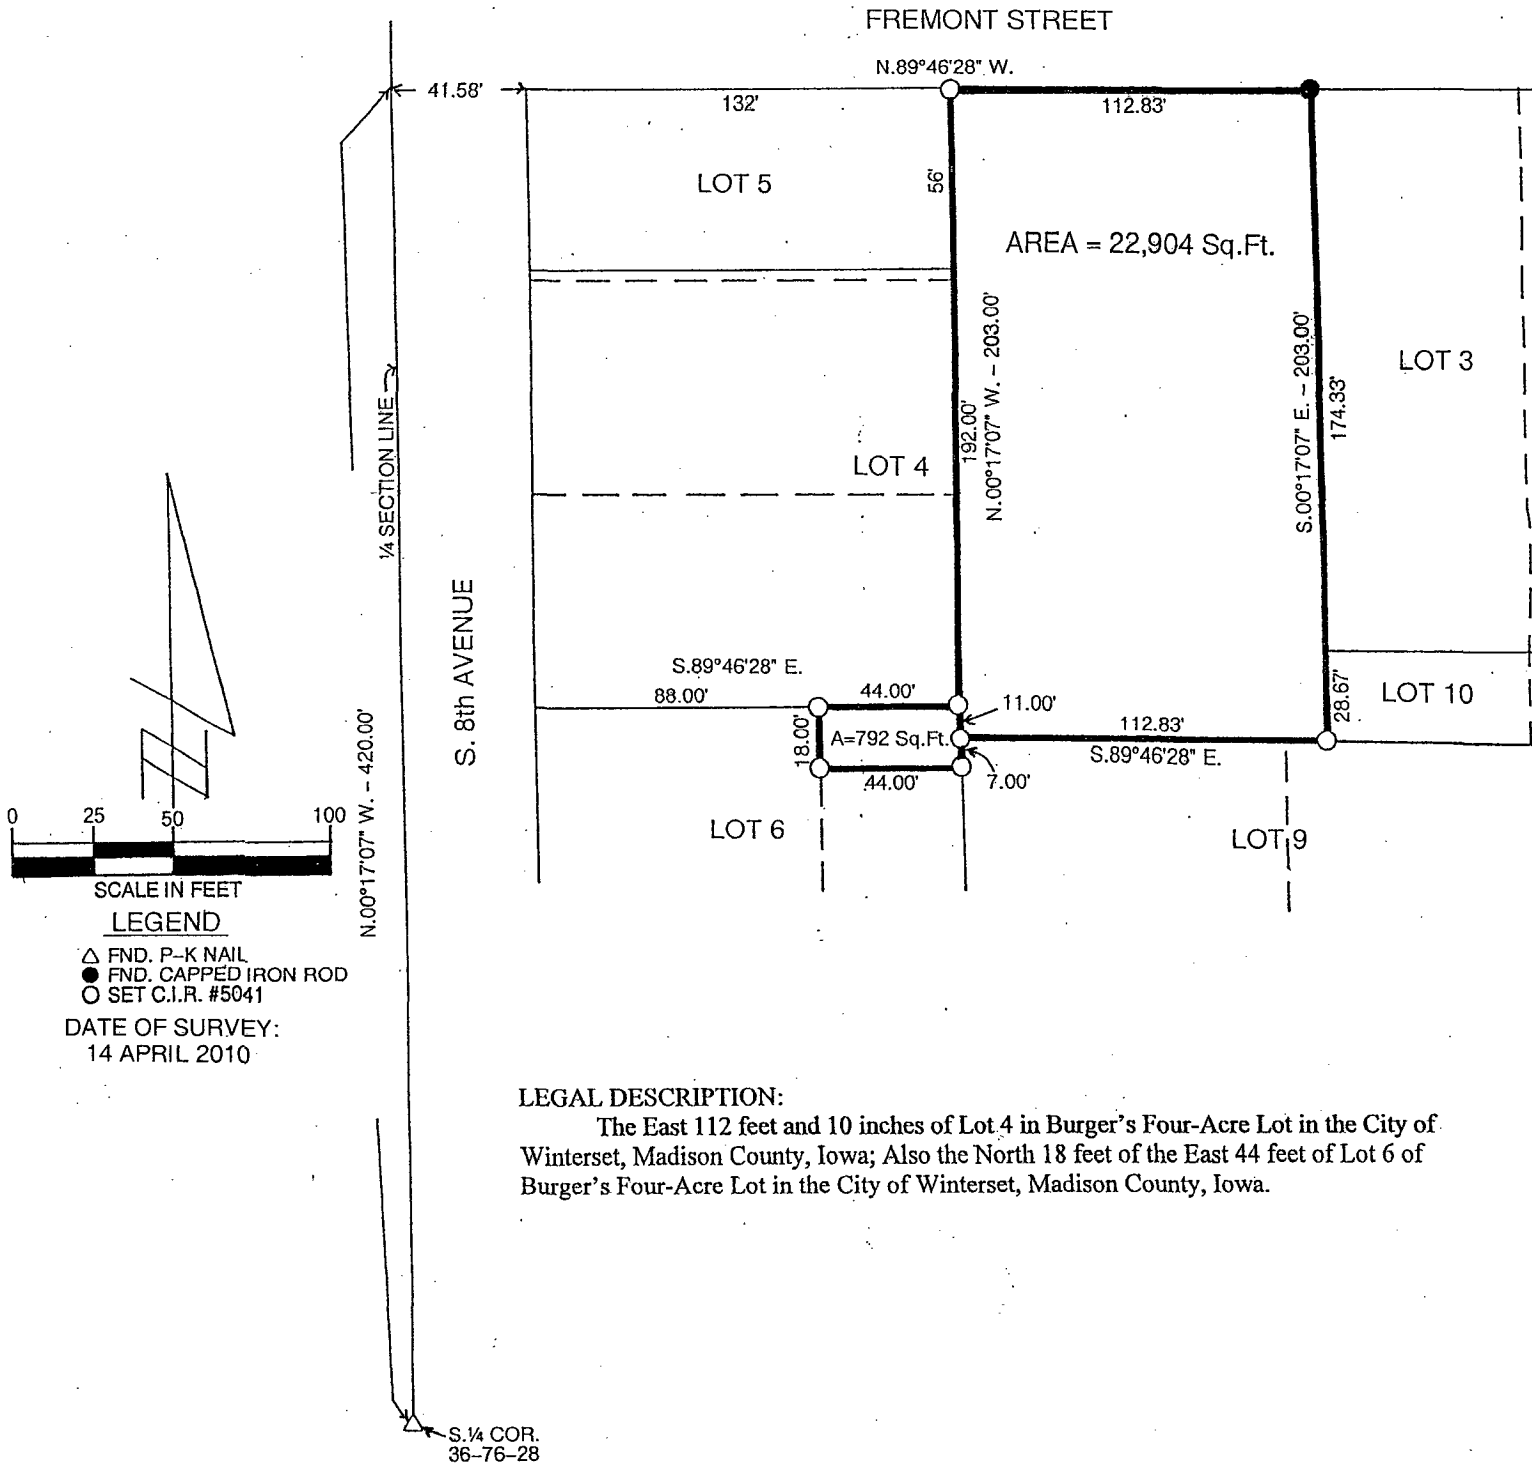 FREMONT STREET
N.89°46'28" W.
41.58'
132'
112.83'
LOT 5
56'
AREA = 22,904 Sq.Ft.
192.00'
N.00°17'07" W. – 203.00'
S.00°17'07" E. – 203.00'
174.33'
LOT 3
¼ SECTION LINE
LOT 4
S. 8th AVENUE
S.89°46'28" E.
88.00'
44.00'
11.00'
18.00'
A=792 Sq.Ft.
44.00'
7.00'
112.83'
S.89°46'28" E.
28.67'
LOT 10
LOT 6
LOT 9
N.00°17'07" W. – 420.00'
0 25 50 100
SCALE IN FEET
LEGEND
FND. P–K NAIL
FND. CAPPED IRON ROD
SET C.I.R. #5041
DATE OF SURVEY:
14 APRIL 2010
LEGAL DESCRIPTION:
The East 112 feet and 10 inches of Lot 4 in Burger's Four-Acre Lot in the City of
Winterset, Madison County, Iowa; Also the North 18 feet of the East 44 feet of Lot 6 of
Burger's Four-Acre Lot in the City of Winterset, Madison County, Iowa.
S.¼ COR.
36–76–28